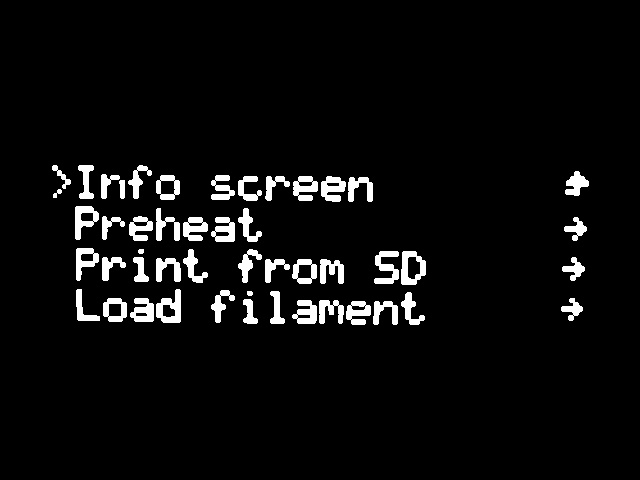 >Info screen ↑
Preheat →
Print from SD →
Load filament →